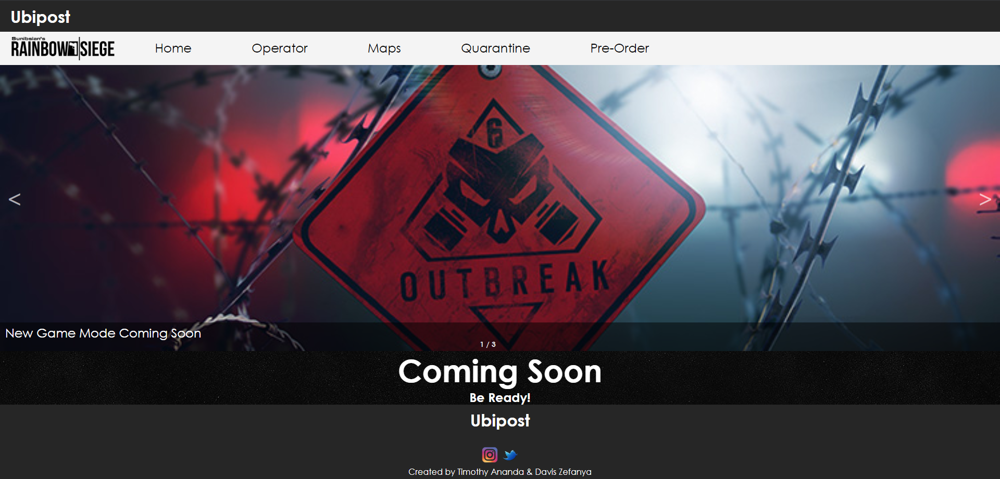 Ubipost
Sunibsian's
RAINBOW SIEGE
Home
Operator
Maps
Quarantine
Pre-Order
6
OUTBREAK
<
>
New Game Mode Coming Soon
1 / 3
Coming Soon
Be Ready!
Ubipost
Created by Timothy Ananda & Davis Zefanya